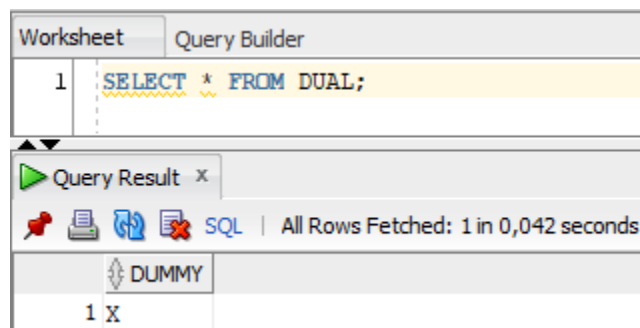 Worksheet Query Builder
1 SELECT * FROM DUAL;
Query Result x
SQL | All Rows Fetched: 1 in 0,042 seconds
DUMMY
1 X